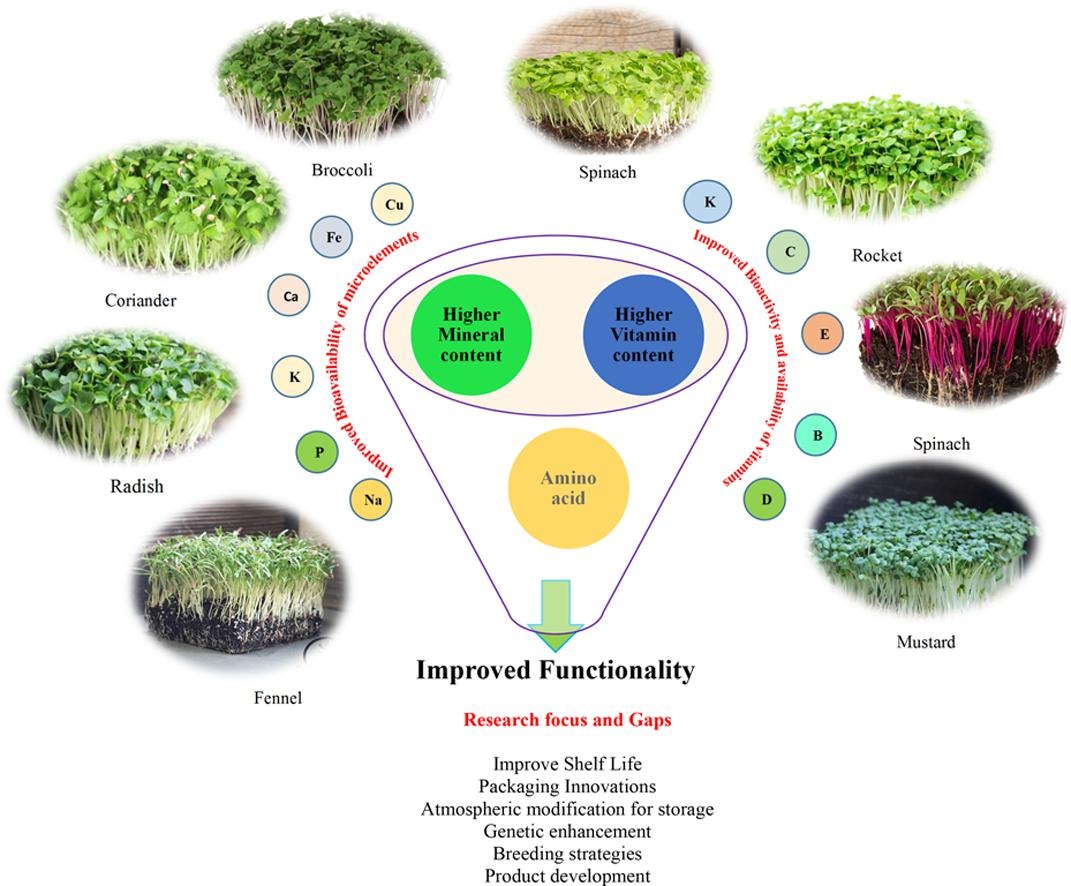 Broccoli
Spinach
Coriander
Rocket
Radish
Spinach
Fennel
Mustard
Cu
Fe
Ca
K
P
Na
Improved Bioavailability of microelements
K
C
E
B
D
Improved Bioactivity and availability of vitamins
Higher
Mineral
content
Higher
Vitamin
content
Amino
acid
Improved Functionality
Research focus and Gaps
Improve Shelf Life
Packaging Innovations
Atmospheric modification for storage
Genetic enhancement
Breeding strategies
Product development